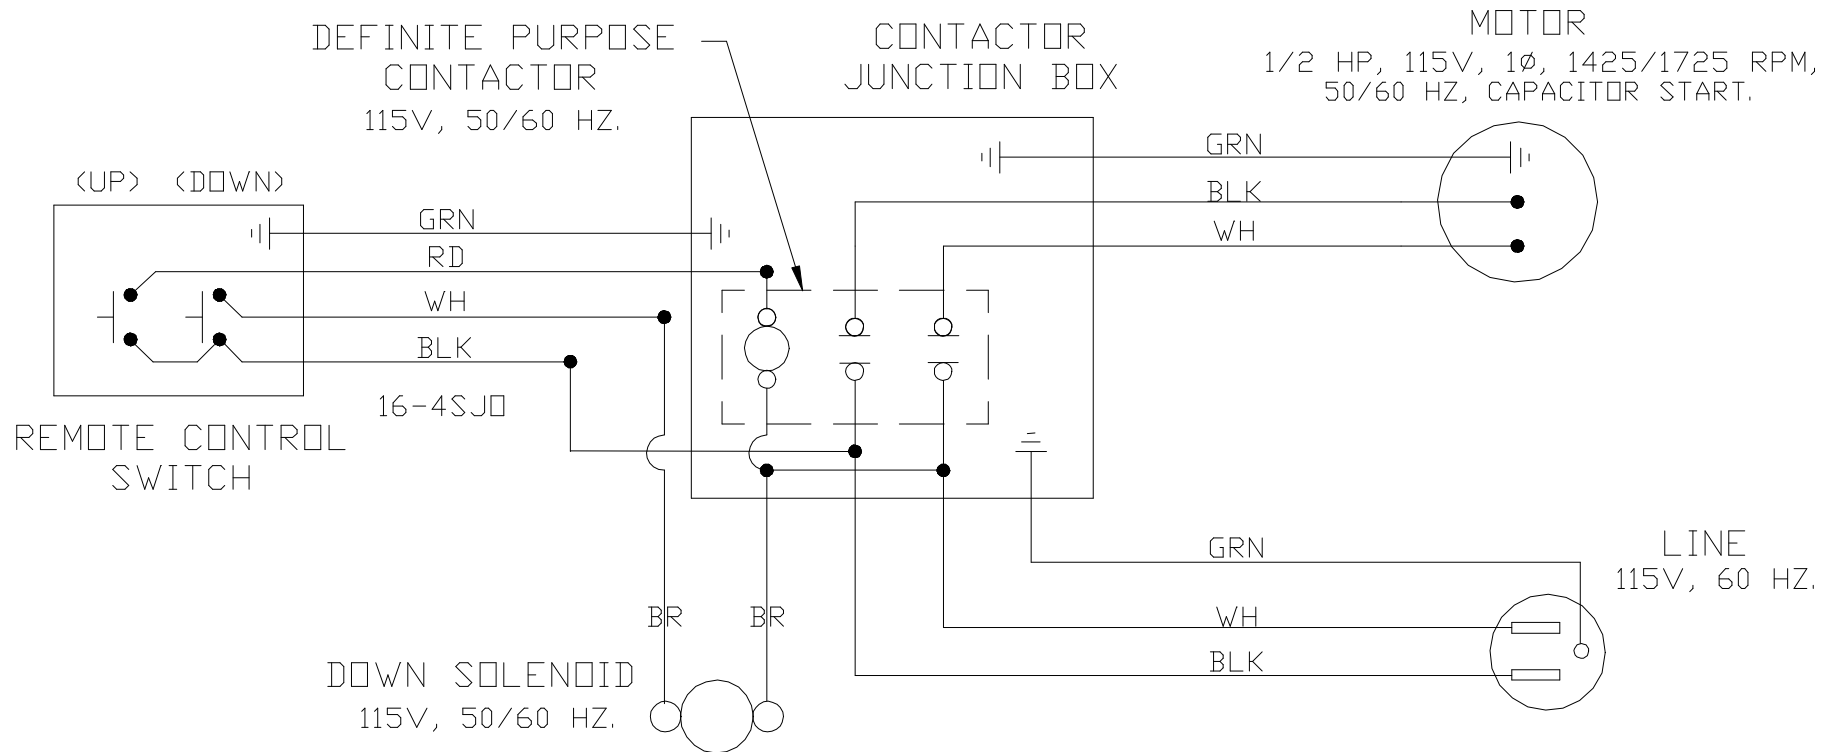 DEFINITE PURPOSE
CONTACTOR
115V, 50/60 HZ.
CONTACTOR
JUNCTION BOX
MOTOR
1/2 HP, 115V, 1Ø, 1425/1725 RPM,
50/60 HZ, CAPACITOR START.
(UP) (DOWN)
GRN
RD
WH
BLK
16-4SJO
REMOTE CONTROL
SWITCH
GRN
BLK
WH
GRN
WH
BLK
LINE
115V, 60 HZ.
BR
BR
DOWN SOLENOID
115V, 50/60 HZ.